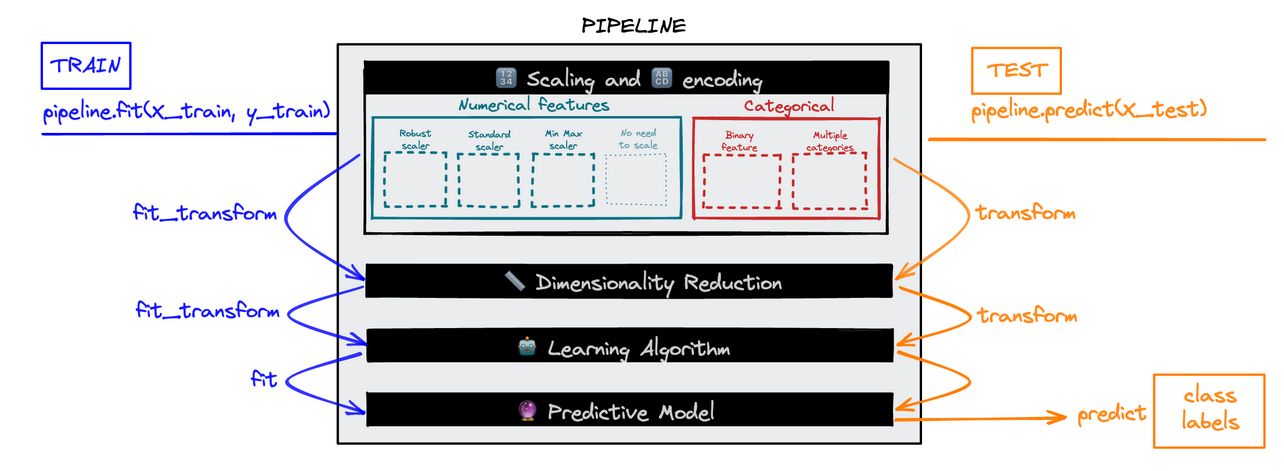 PIPELINE
TRAIN
pipeline.fit(X_train, y_train)
TEST
pipeline.predict(X_test)
🔢 Scaling and 🔠 encoding
Numerical features
Categorical
Robust
scaler
Standard
scaler
Min Max
scaler
No need
to scale
Binary
feature
Multiple
categories
fit_transform
transform
Dimensionality Reduction
fit_transform
transform
Learning Algorithm
fit
Predictive Model
predict
class
labels